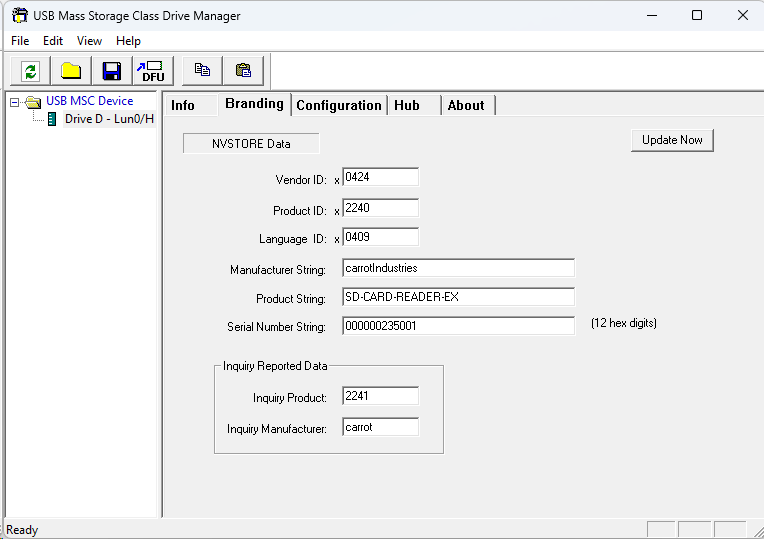 USB Mass Storage Class Drive Manager
File Edit View Help
DFU
USB MSC Device
Drive D - Lun0/H
Info Branding Configuration Hub About
NVSTORE Data
Update Now
Vendor ID: x 0424
Product ID: x 2240
Language ID: x 0409
Manufacturer String: carrotIndustries
Product String: SD-CARD-READER-EX
Serial Number String: 000000235001 (12 hex digits)
Inquiry Reported Data
Inquiry Product: 2241
Inquiry Manufacturer: carrot
Ready